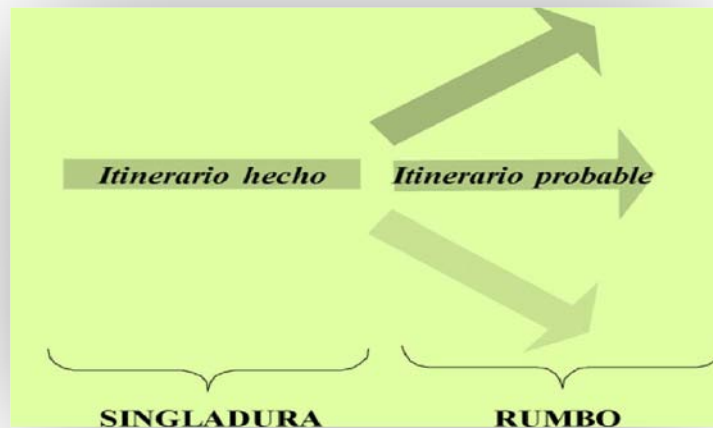 Itinerario hecho
Itinerario probable
SINGLADURA
RUMBO